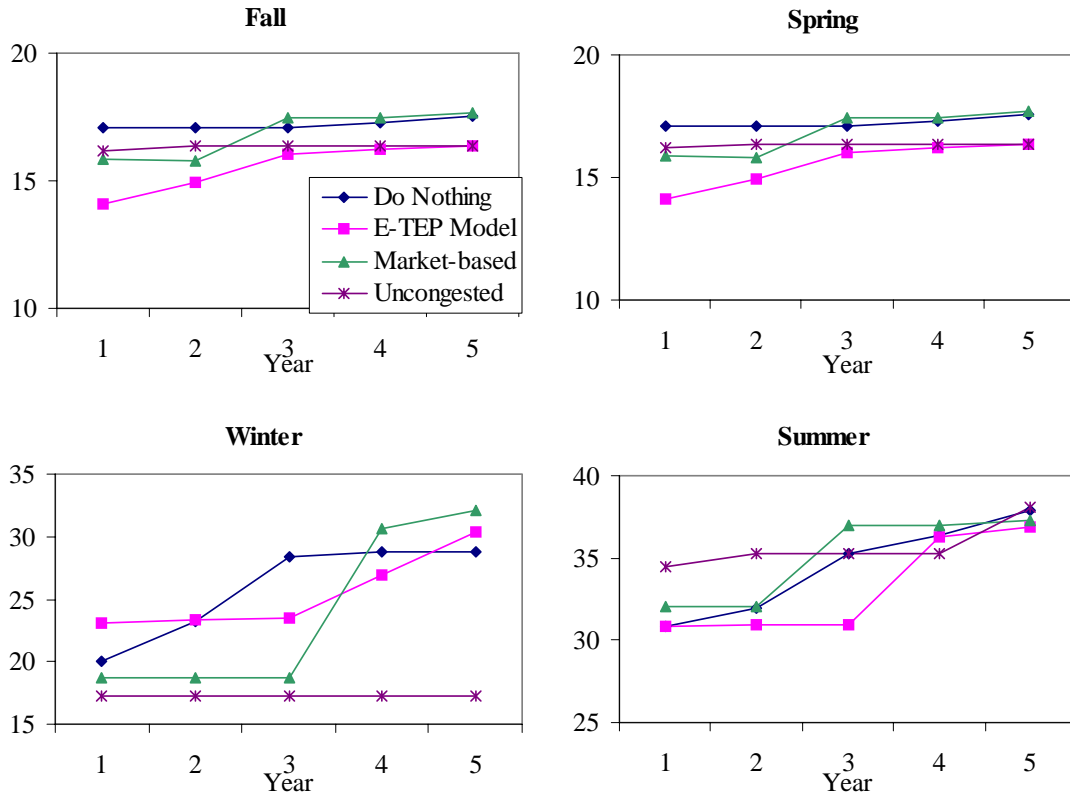 Fall
20
15
10
1 2 3 4 5
Year
Do Nothing
E-TEP Model
Market-based
Uncongested
Spring
20
15
10
1 2 3 4 5
Year
Winter
35
30
25
20
15
1 2 3 4 5
Year
Summer
40
35
30
25
1 2 3 4 5
Year